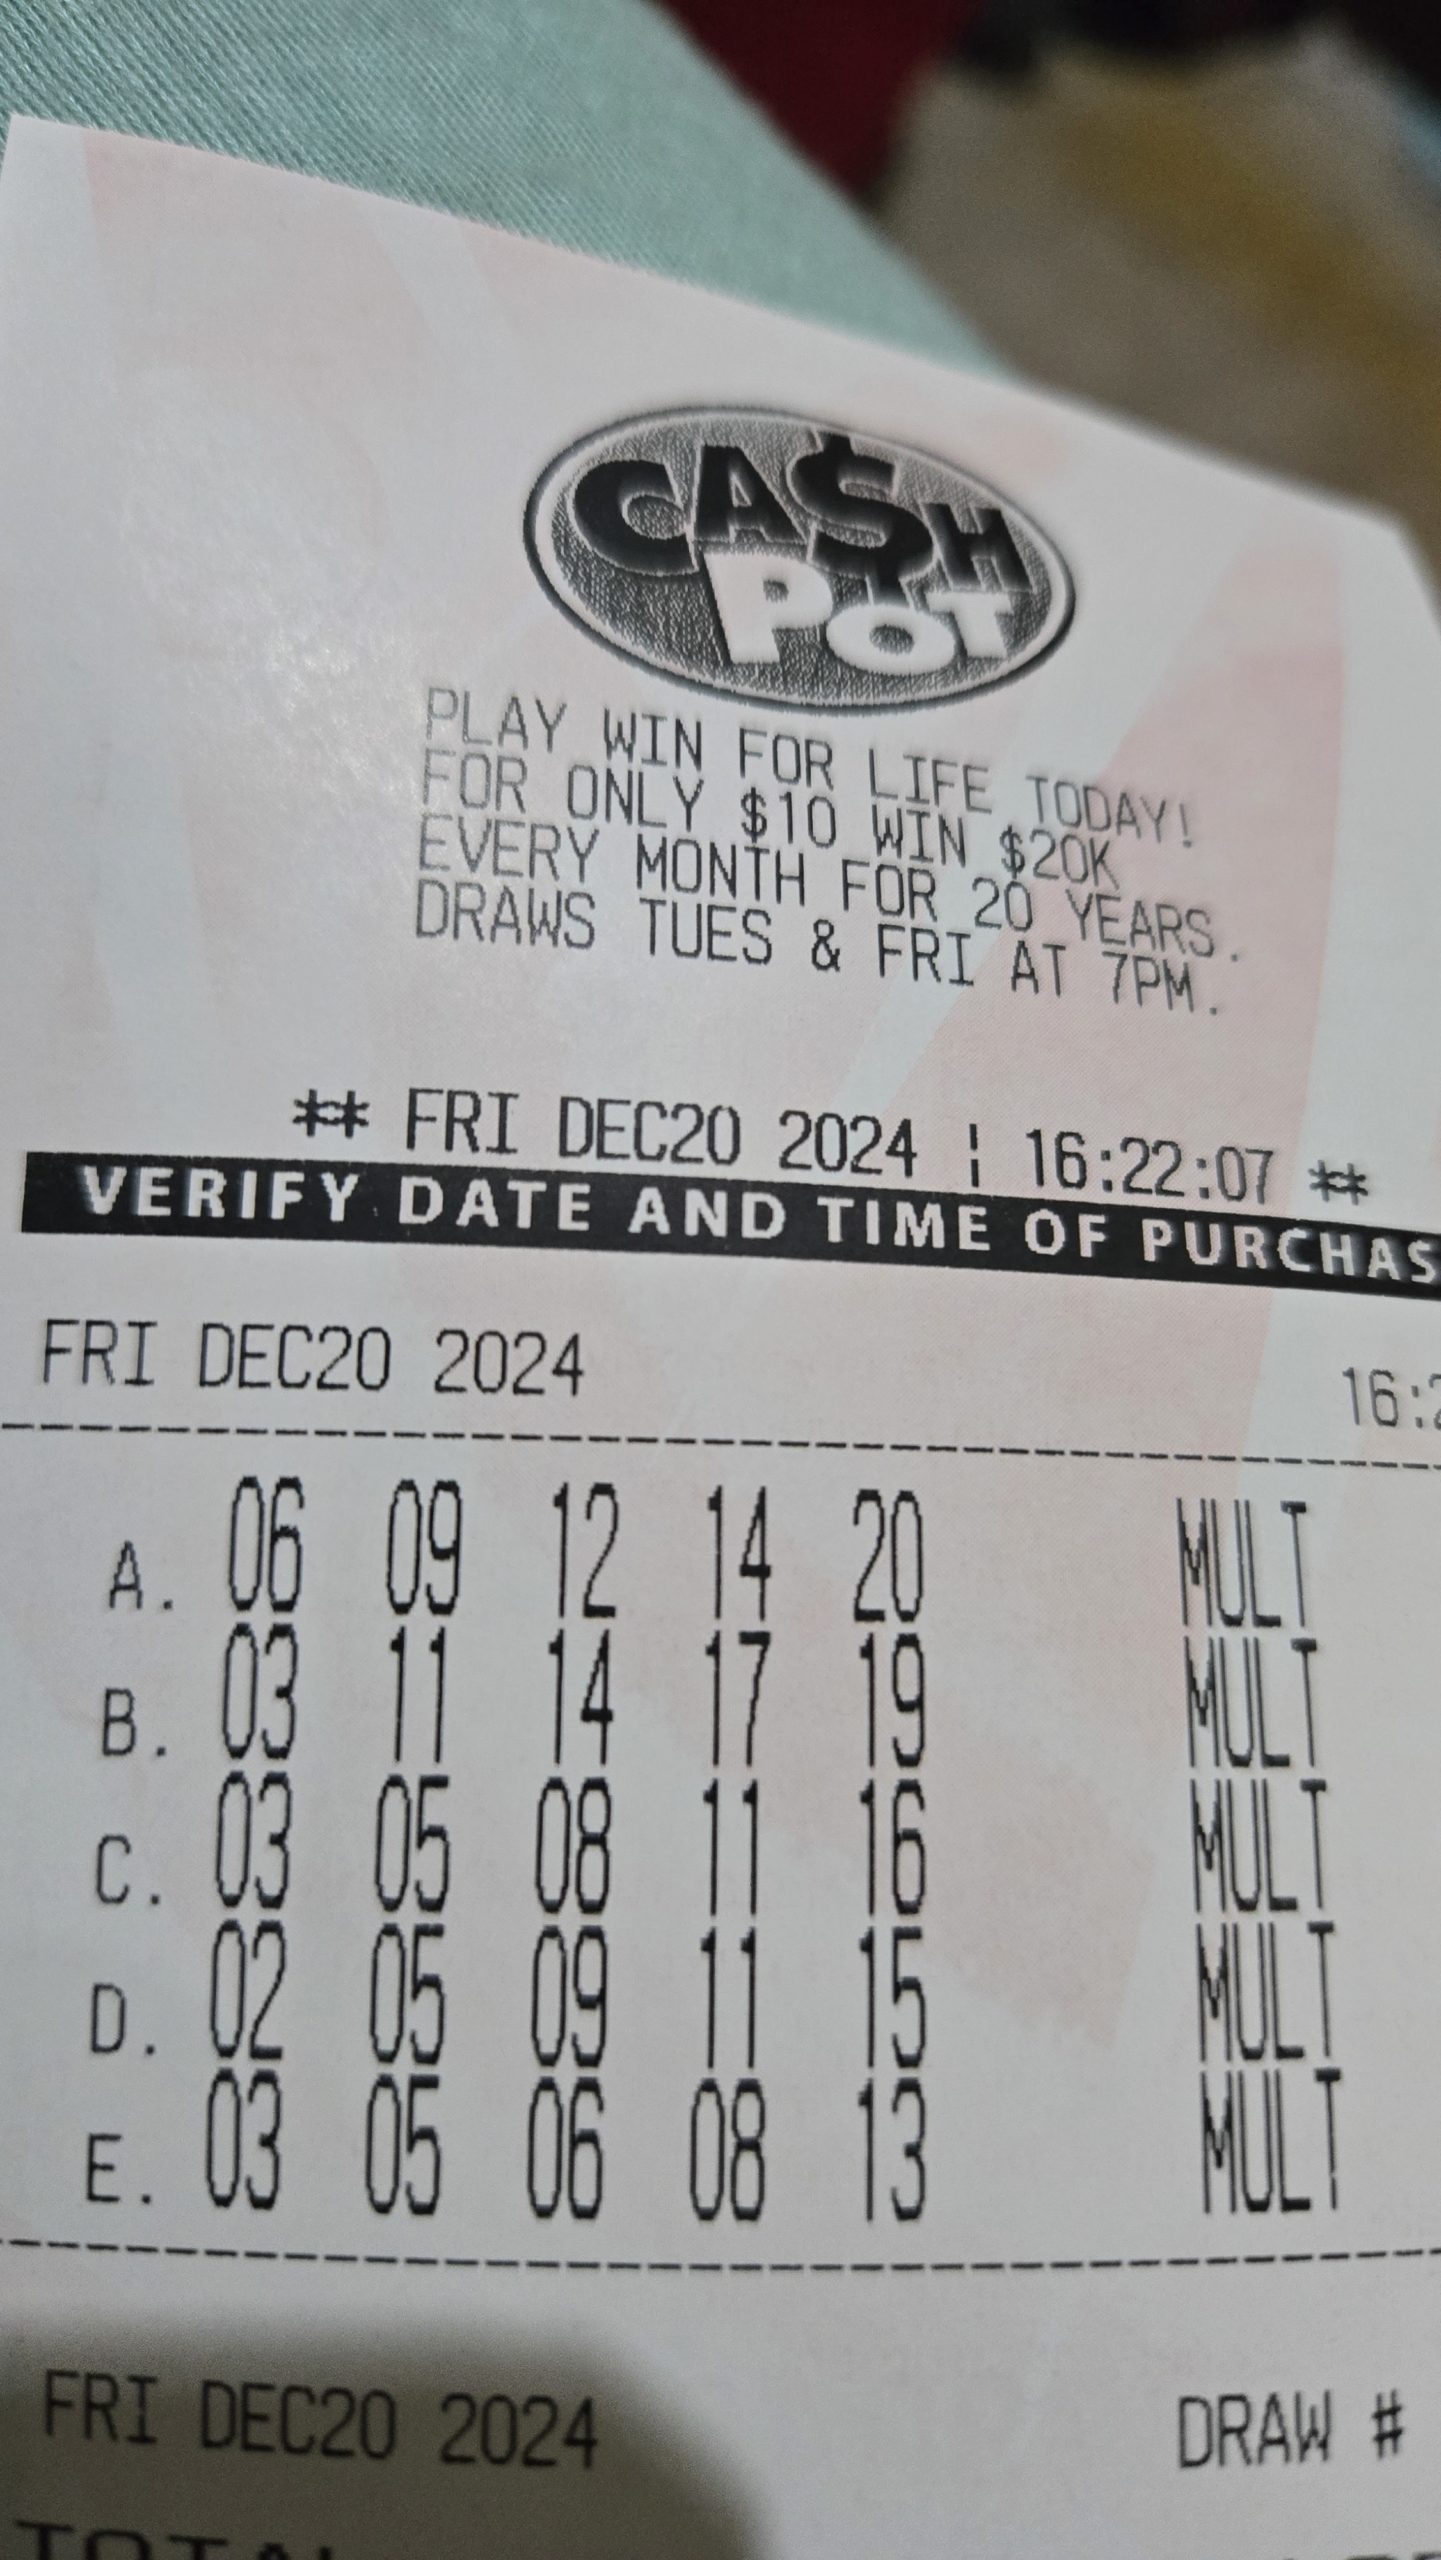 CA$H
POT
PLAY WIN FOR LIFE TODAY!
FOR ONLY $10 WIN $20K
EVERY MONTH FOR 20 YEARS.
DRAWS TUES & FRI AT 7PM.
** FRI DEC20 2024 ¦ 16:22:07 **
VERIFY DATE AND TIME OF PURCHAS
FRI DEC20 2024 16:2
A. 06 09 12 14 20 MULT
B. 03 11 14 17 19 MULT
C. 03 05 08 11 16 MULT
D. 02 05 09 11 15 MULT
E. 03 05 06 08 13 MULT
FRI DEC20 2024 DRAW #
TOTAL